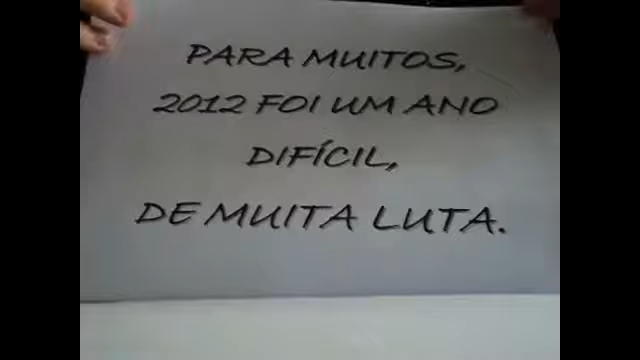 PARA MUITOS,
2012 FOI UM ANO
DIFÍCIL,
DE MUITA LUTA.